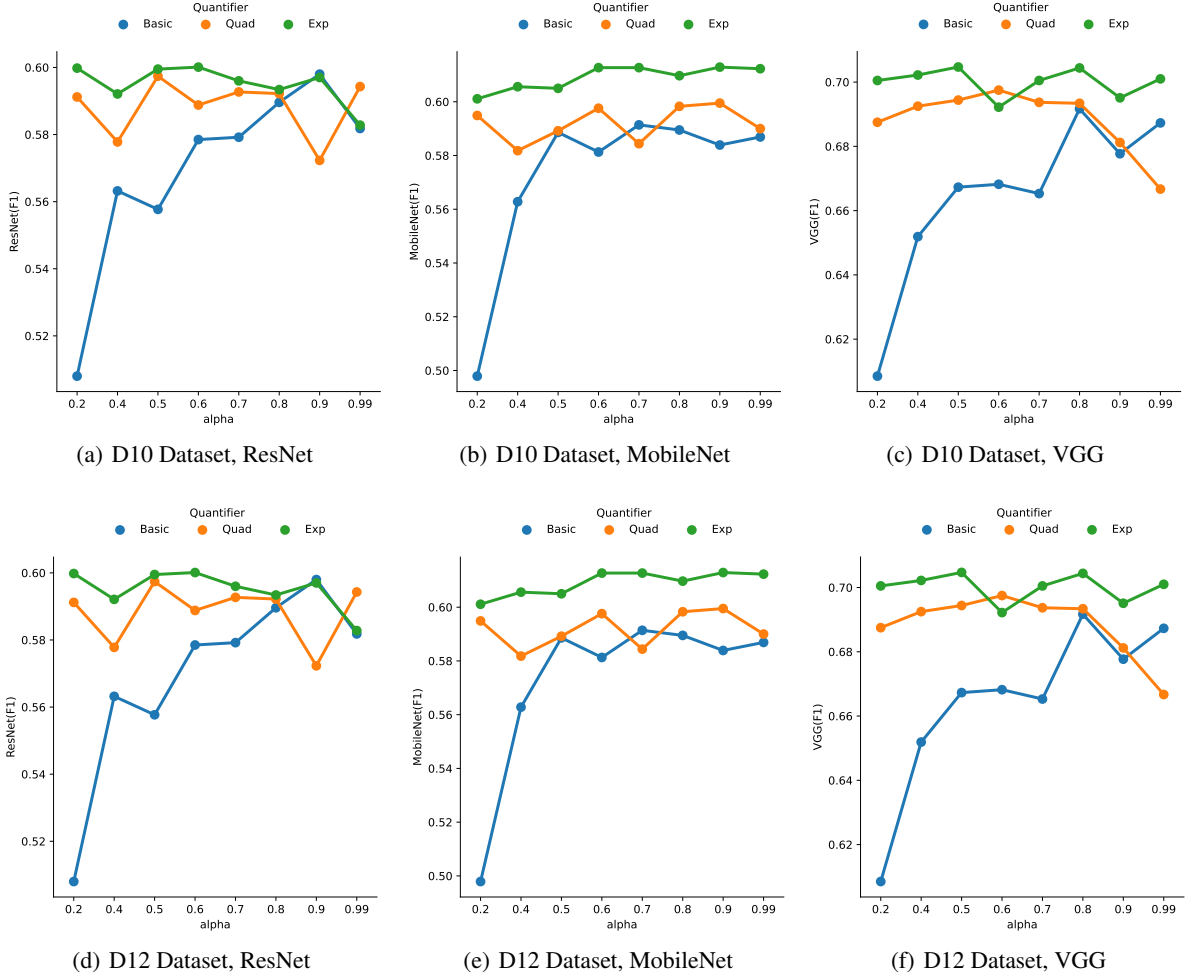 Quantifier
Basic Quad Exp
0.60
0.58
0.56
0.54
0.52
ResNet(F1)
0.2 0.4 0.5 0.6 0.7 0.8 0.9 0.99
alpha
(a) D10 Dataset, ResNet
Quantifier
Basic Quad Exp
0.60
0.58
0.56
0.54
0.52
0.50
MobileNet(F1)
0.2 0.4 0.5 0.6 0.7 0.8 0.9 0.99
alpha
(b) D10 Dataset, MobileNet
Quantifier
Basic Quad Exp
0.70
0.68
0.66
0.64
0.62
VGG(F1)
0.2 0.4 0.5 0.6 0.7 0.8 0.9 0.99
alpha
(c) D10 Dataset, VGG
Quantifier
Basic Quad Exp
0.60
0.58
0.56
0.54
0.52
ResNet(F1)
0.2 0.4 0.5 0.6 0.7 0.8 0.9 0.99
alpha
(d) D12 Dataset, ResNet
Quantifier
Basic Quad Exp
0.60
0.58
0.56
0.54
0.52
0.50
MobileNet(F1)
0.2 0.4 0.5 0.6 0.7 0.8 0.9 0.99
alpha
(e) D12 Dataset, MobileNet
Quantifier
Basic Quad Exp
0.70
0.68
0.66
0.64
0.62
VGG(F1)
0.2 0.4 0.5 0.6 0.7 0.8 0.9 0.99
alpha
(f) D12 Dataset, VGG